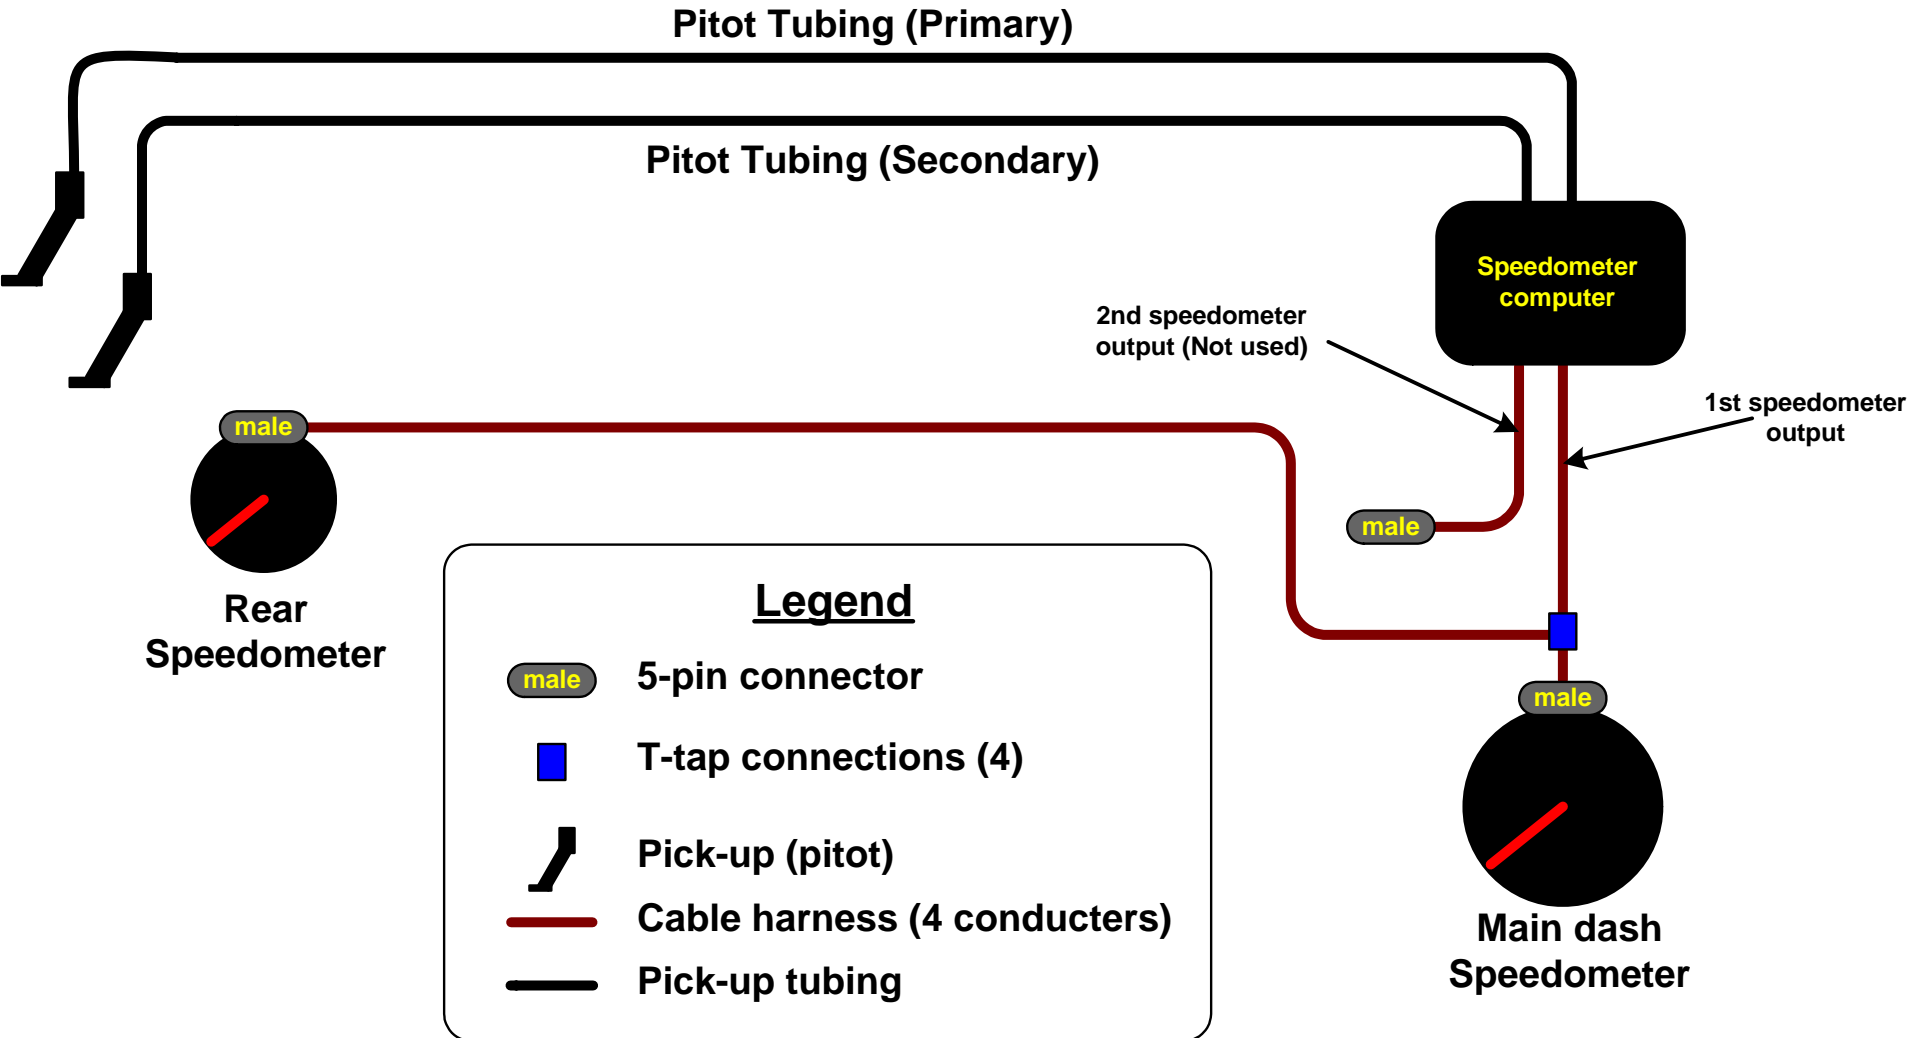 Pitot Tubing (Primary)
Pitot Tubing (Secondary)
Speedometer
computer
2nd speedometer
output (Not used)
1st speedometer
output
male
male
Rear
Speedometer
male
Main dash
Speedometer
Legend
male
5-pin connector
T-tap connections (4)
Pick-up (pitot)
Cable harness (4 conducters)
Pick-up tubing